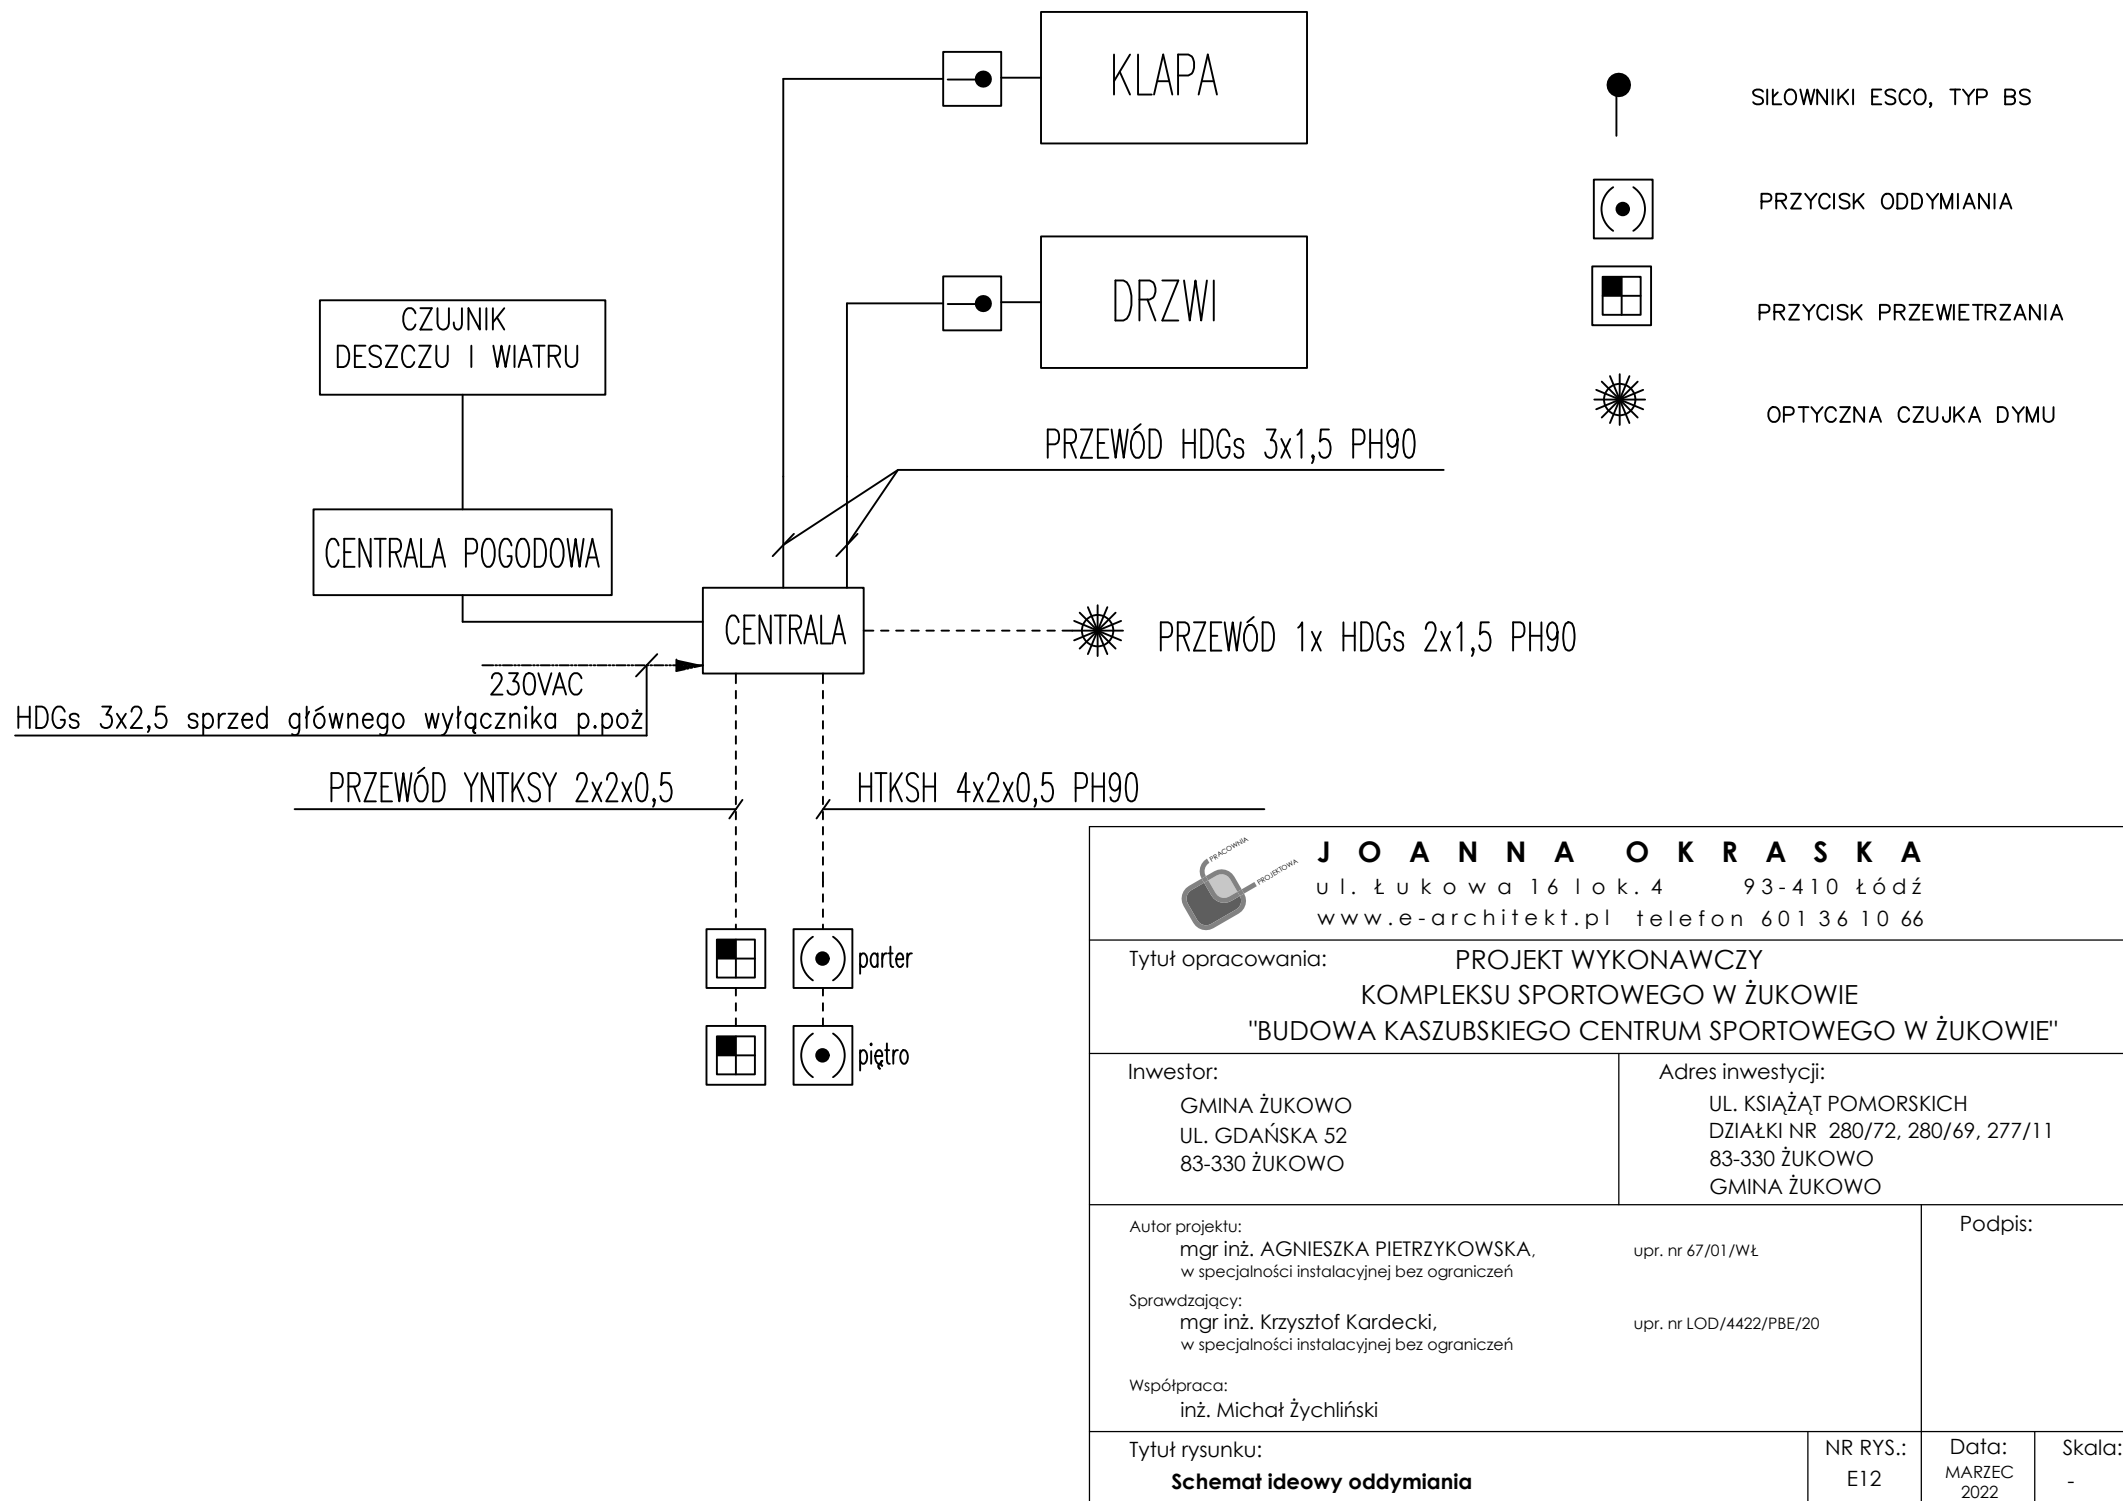 KLAPA
SIŁOWNIKI ESCO, TYP BS
PRZYCISK ODDYMIANIA
DRZWI
PRZYCISK PRZEWIETRZANIA
CZUJNIK
DESZCZU I WIATRU
OPTYCZNA CZUJKA DYMU
PRZEWÓD HDGs 3x1,5 PH90
CENTRALA POGODOWA
CENTRALA
PRZEWÓD 1x HDGs 2x1,5 PH90
230VAC
HDGs 3x2,5 sprzed głównego wyłącznika p.poż
PRZEWÓD YNTKSY 2x2x0,5
HTKSH 4x2x0,5 PH90
parter
piętro
PRACOWNIA
PROJEKTOWA
JOANNA OKRASKA
ul. Łukowa 16 lok. 4 93-410 Łódź
www.e-architekt.pl telefon 601 36 10 66
Tytuł opracowania: PROJEKT WYKONAWCZY
KOMPLEKSU SPORTOWEGO W ŻUKOWIE
"BUDOWA KASZUBSKIEGO CENTRUM SPORTOWEGO W ŻUKOWIE"
Inwestor:
GMINA ŻUKOWO
UL. GDAŃSKA 52
83-330 ŻUKOWO
Adres inwestycji:
UL. KSIĄŻĄT POMORSKICH
DZIAŁKI NR 280/72, 280/69, 277/11
83-330 ŻUKOWO
GMINA ŻUKOWO
Autor projektu:
mgr inż. AGNIESZKA PIETRZYKOWSKA, upr. nr 67/01/WŁ
w specjalności instalacyjnej bez ograniczeń
Sprawdzający:
mgr inż. Krzysztof Kardecki, upr. nr LOD/4422/PBE/20
w specjalności instalacyjnej bez ograniczeń
Współpraca:
inż. Michał Żychliński
Podpis:
Tytuł rysunku:
Schemat ideowy oddymiania
NR RYS.:
E12
Data:
MARZEC
2022
Skala:
-